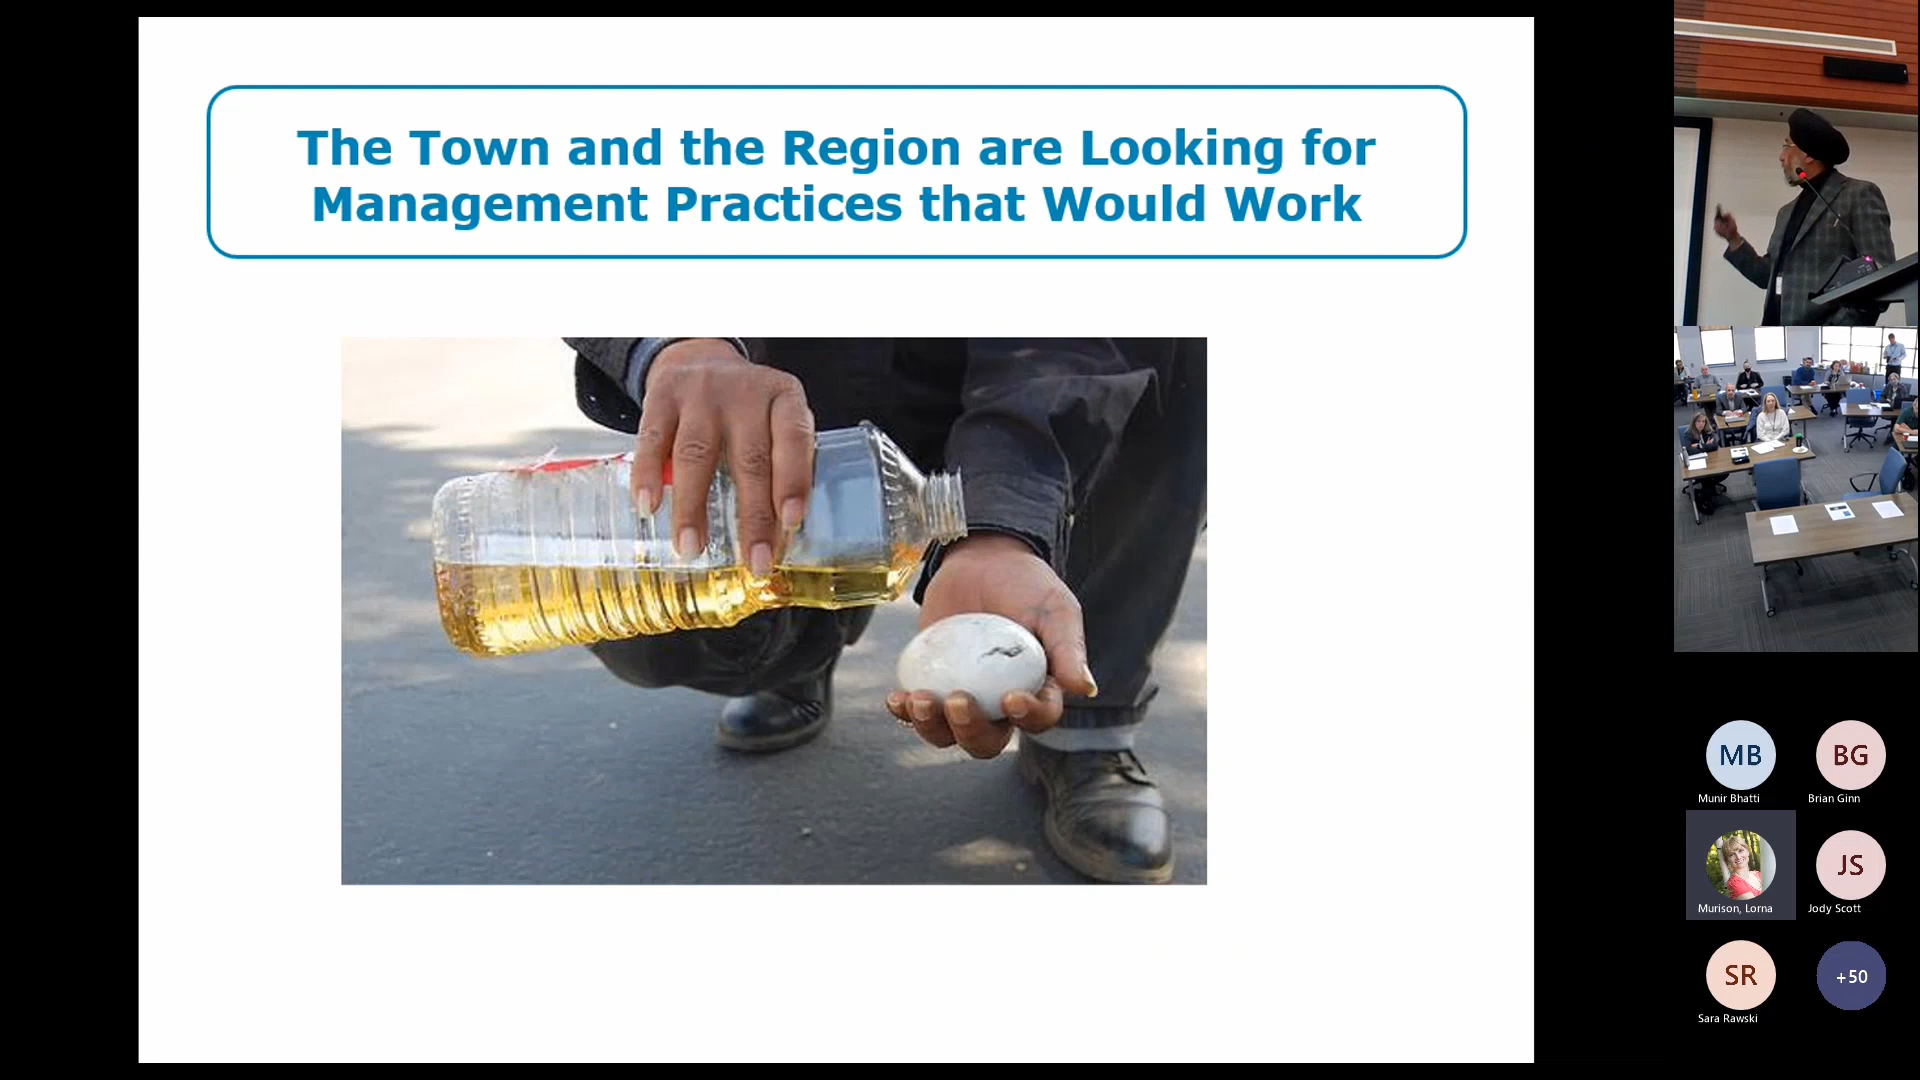 The Town and the Region are Looking for
Management Practices that Would Work
MB
BG
Munir Bhatti
Brian Ginn
JS
Murison, Lorna
Jody Scott
SR
+50
Sara Rawski